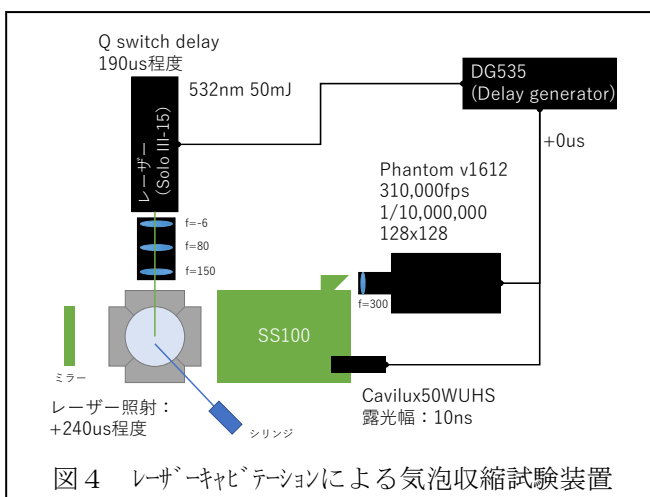 Q switch delay
190us程度
532nm 50mJ
レーザー
(Solo III-15)
DG535
(Delay generator)
+0us
Phantom v1612
310,000fps
1/10,000,000
128x128
f=-6
f=80
f=150
f=300
SS100
ミラー
レーザー照射：
+240us程度
シリンジ
Cavilux50WUHS
露光幅：10ns
図４　ﾚｰｻﾞｰｷｬﾋﾞﾃｰｼｮﾝによる気泡収縮試験装置